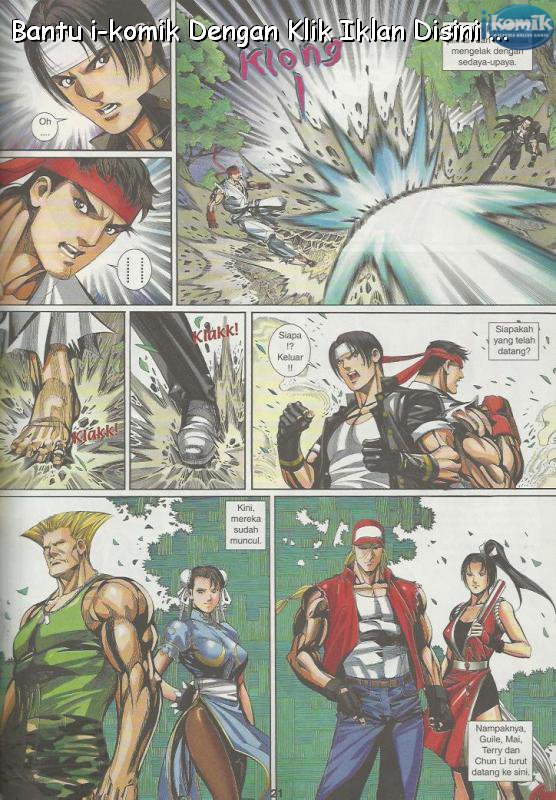 Bantu i-komik Dengan Klik Iklan Disini ...
i-komik
Oh
....
Klong
!
mengelak dengan
sedaya-upaya.
Klakk!
Klakk!
Siapa
!?
Keluar
!!
Siapakah
yang telah
datang?
Kini,
mereka
sudah
muncul.
Nampaknya,
Guile, Mai,
Terry dan
Chun Li turut
datang ke sini.
21